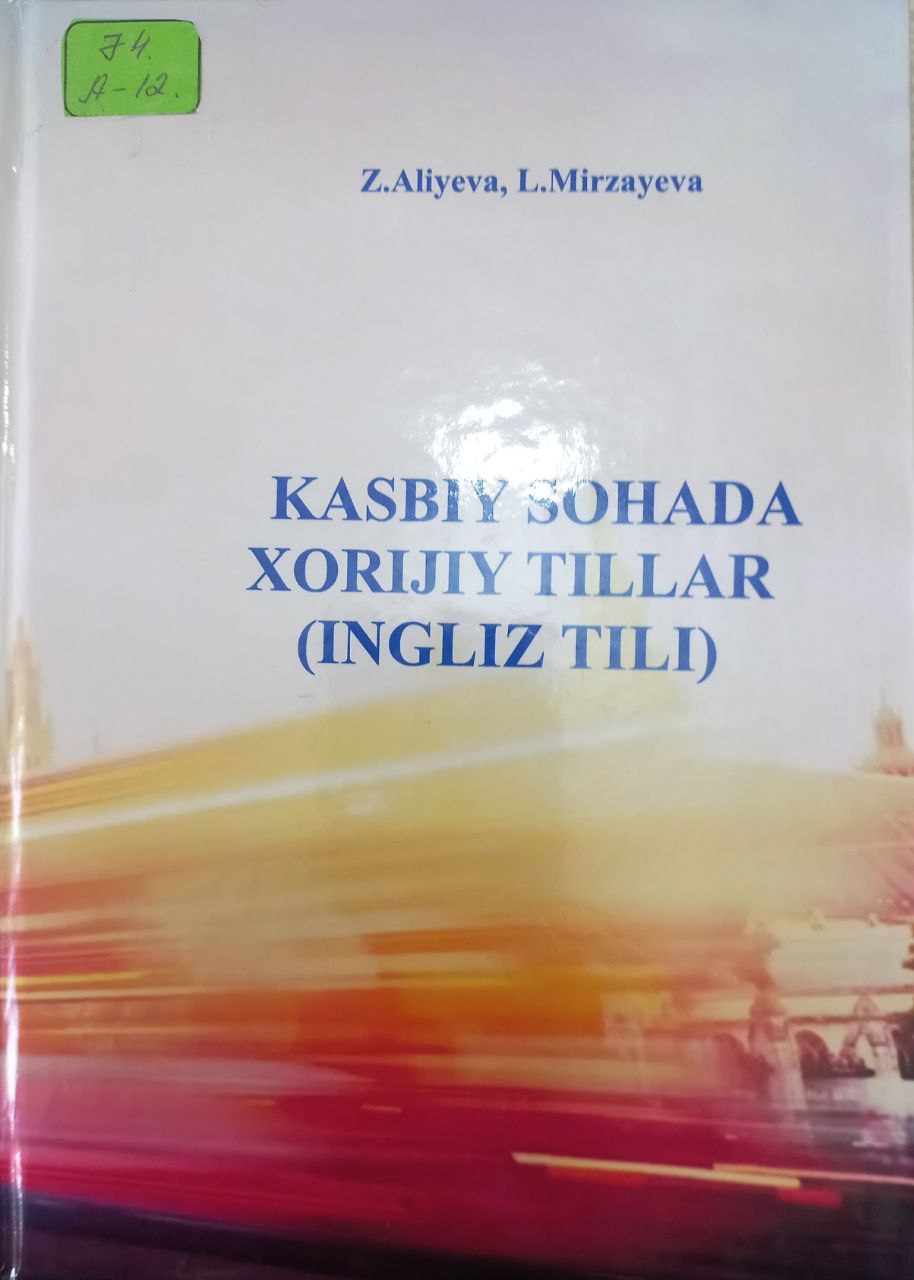 74.
A-12.
Z.Aliyeva, L.Mirzayeva
KASBIY SOHADA
XORIJIY TILLAR
(INGLIZ TILI)